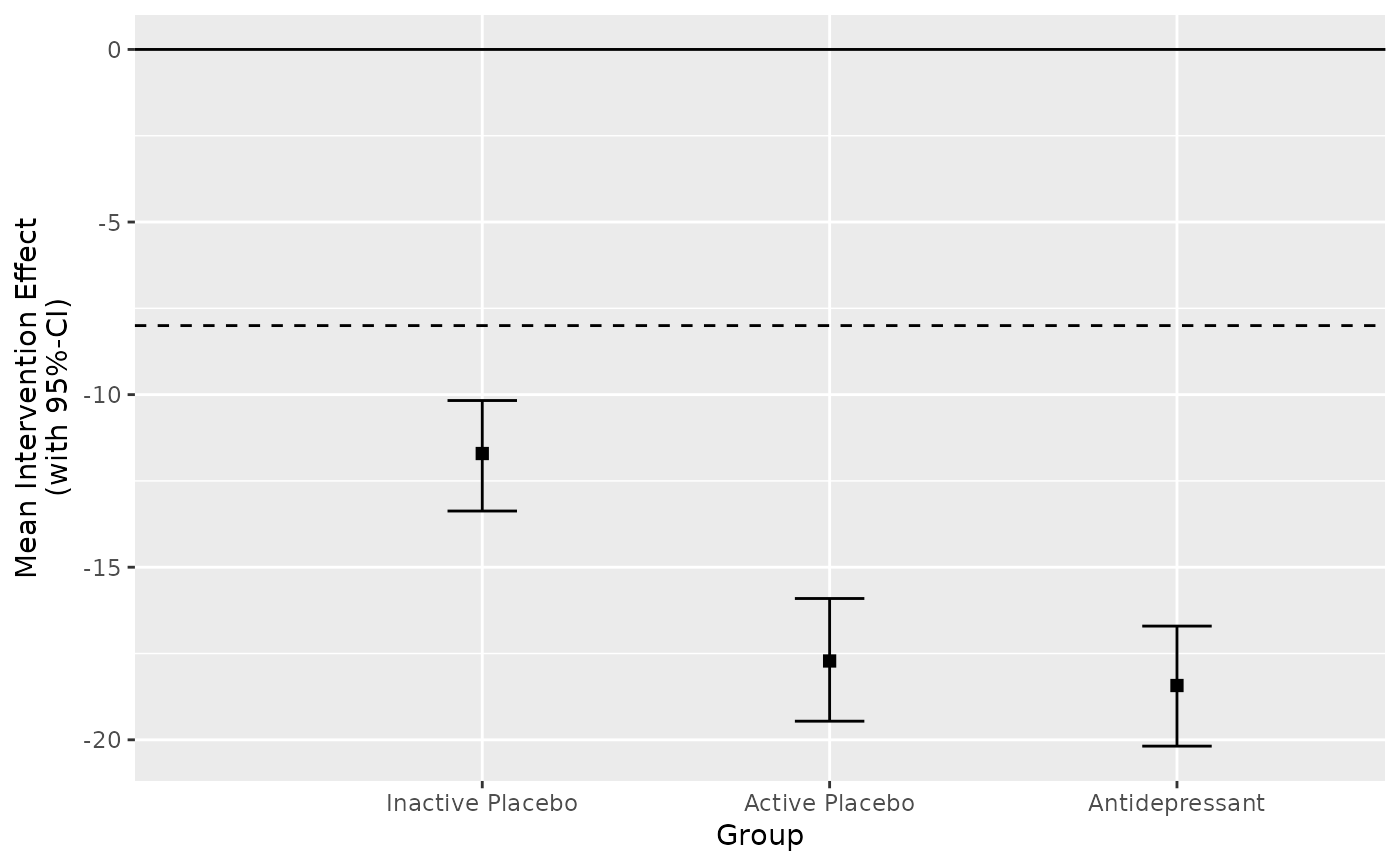 0
-5
-10
-15
-20
Mean Intervention Effect
(with 95%-CI)
Inactive Placebo
Active Placebo
Antidepressant
Group